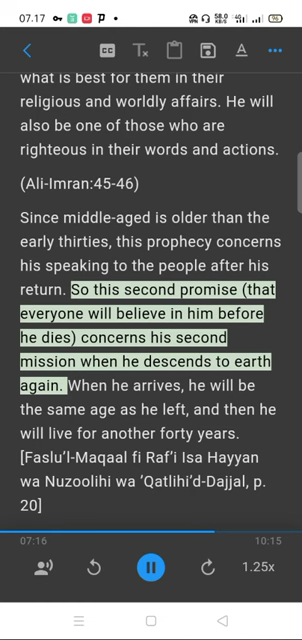 07.17
58.0
KB/S
4G
%
CC
A
what is best for them in their
religious and worldly affairs. He will
also be one of those who are
righteous in their words and actions.
(Ali-Imran:45-46)
Since middle-aged is older than the
early thirties, this prophecy concerns
his speaking to the people after his
return. So this second promise (that
everyone will believe in him before
he dies) concerns his second
mission when he descends to earth
again. When he arrives, he will be
the same age as he left, and then he
will live for another forty years.
[Faslu’l-Maqaal fi Raf’i Isa Hayyan
wa Nuzoolihi wa ’Qatlihi’d-Dajjal, p.
20]
07:16
10:15
1.25x